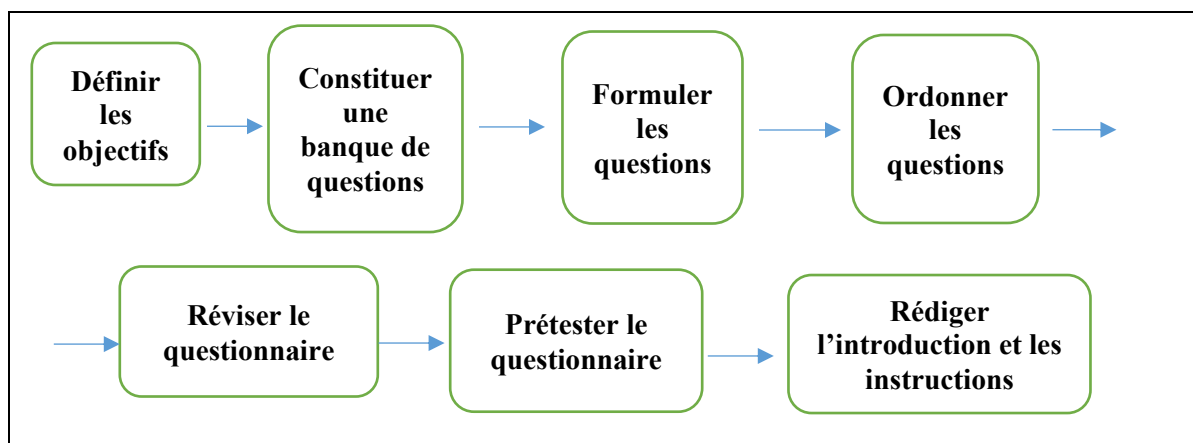 Définir
les
objectifs
Constituer
une
banque de
questions
Formuler
les
questions
Ordonner
les
questions
Réviser le
questionnaire
Prétester le
questionnaire
Rédiger
l’introduction et les
instructions